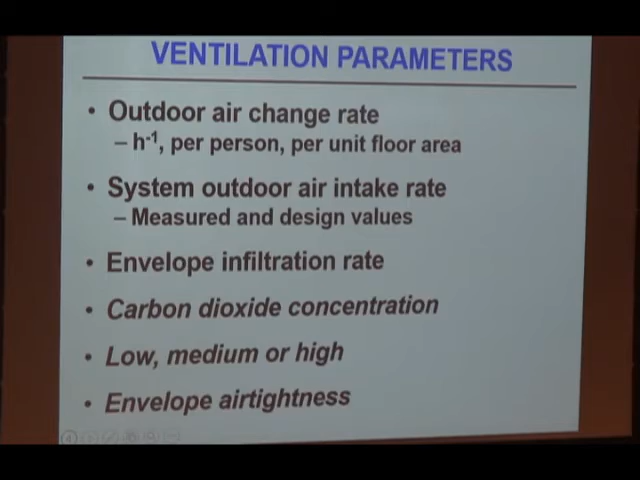 VENTILATION PARAMETERS
• Outdoor air change rate
– h-1, per person, per unit floor area
• System outdoor air intake rate
– Measured and design values
• Envelope infiltration rate
• Carbon dioxide concentration
• Low, medium or high
• Envelope airtightness